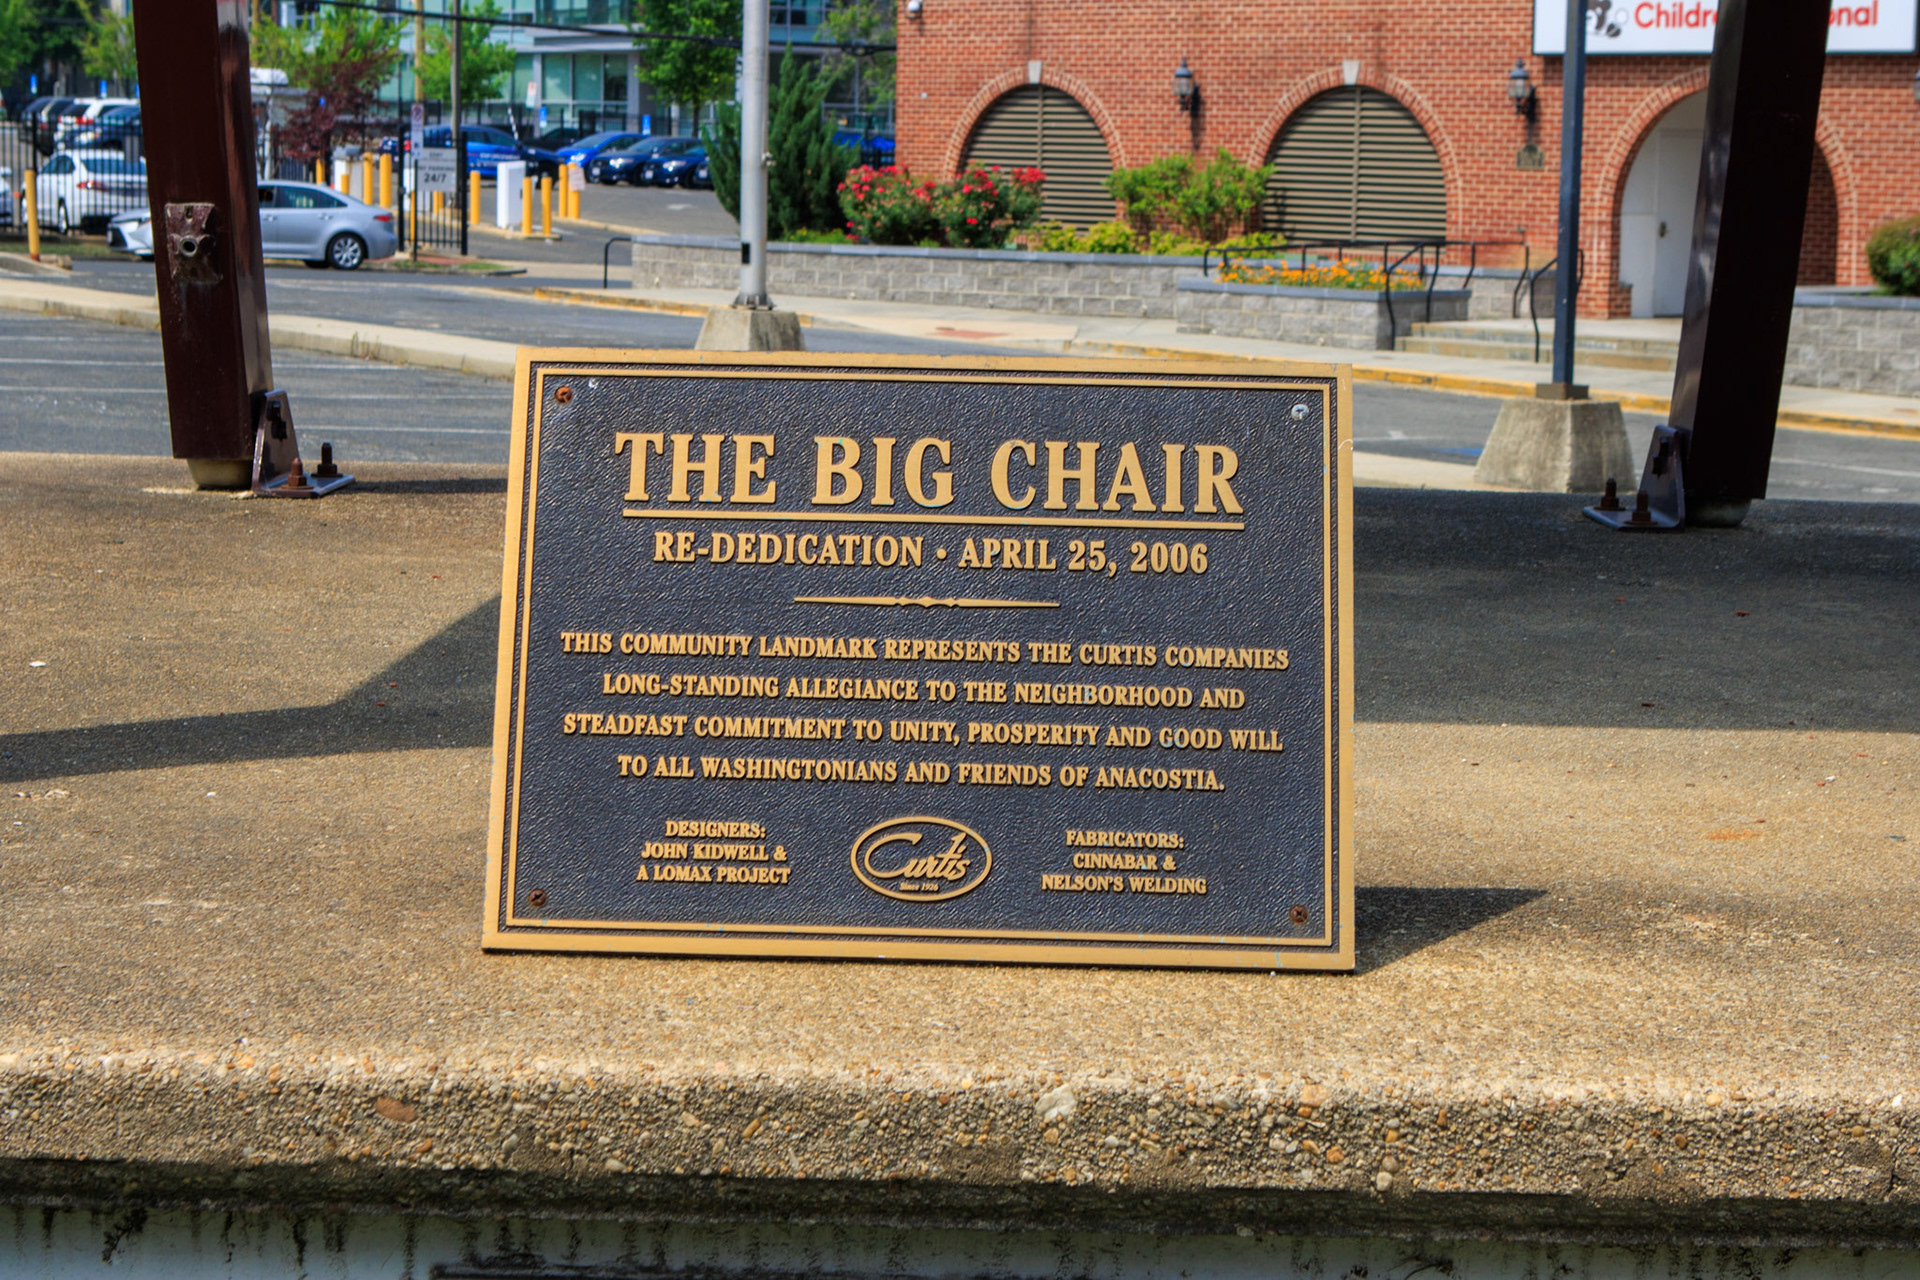 THE BIG CHAIR
RE-DEDICATION • APRIL 25, 2006
THIS COMMUNITY LANDMARK REPRESENTS THE CURTIS COMPANIES
LONG-STANDING ALLEGIANCE TO THE NEIGHBORHOOD AND
STEADFAST COMMITMENT TO UNITY, PROSPERITY AND GOOD WILL
TO ALL WASHINGTONIANS AND FRIENDS OF ANACOSTIA.
DESIGNERS:
JOHN KIDWELL &
A LOMAX PROJECT
Curtis
Since 1926
FABRICATORS:
CINNABAR &
NELSON'S WELDING
24/7